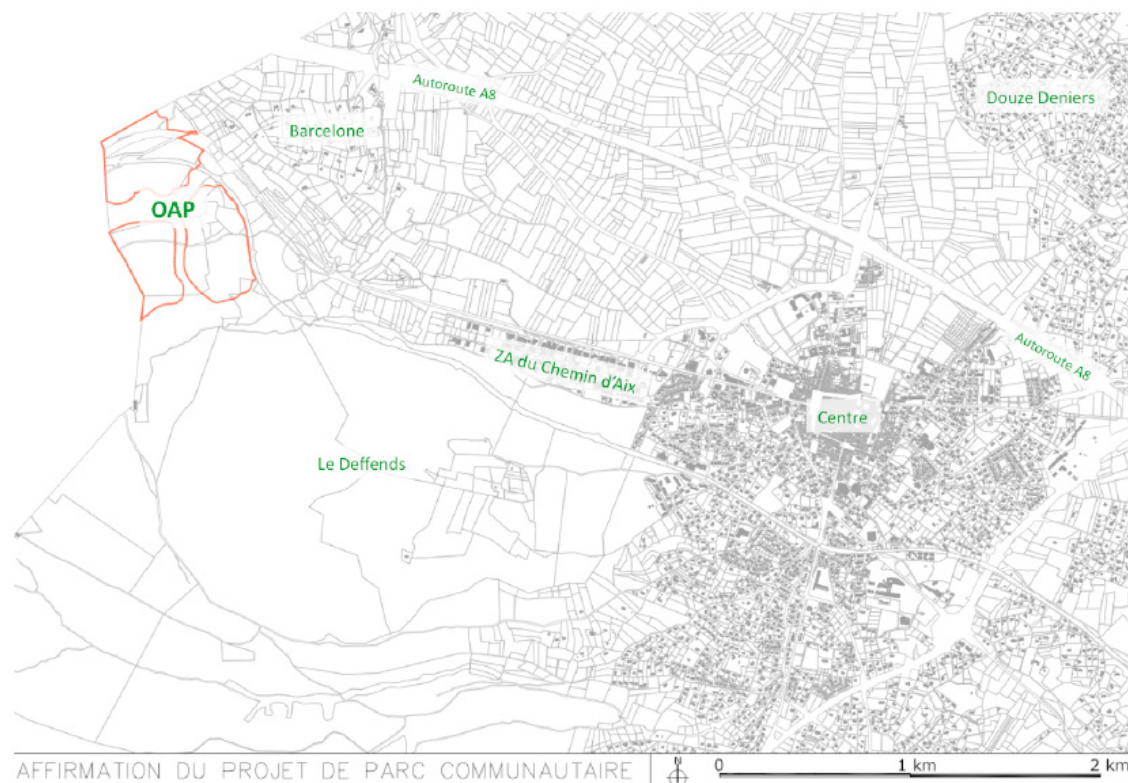 Autoroute A8
Douze Deniers
Barcelone
OAP
Autoroute A8
ZA du Chemin d'Aix
Centre
Le Deffends
AFFIRMATION DU PROJET DE PARC COMMUNAUTAIRE
N
0 1 km 2 km